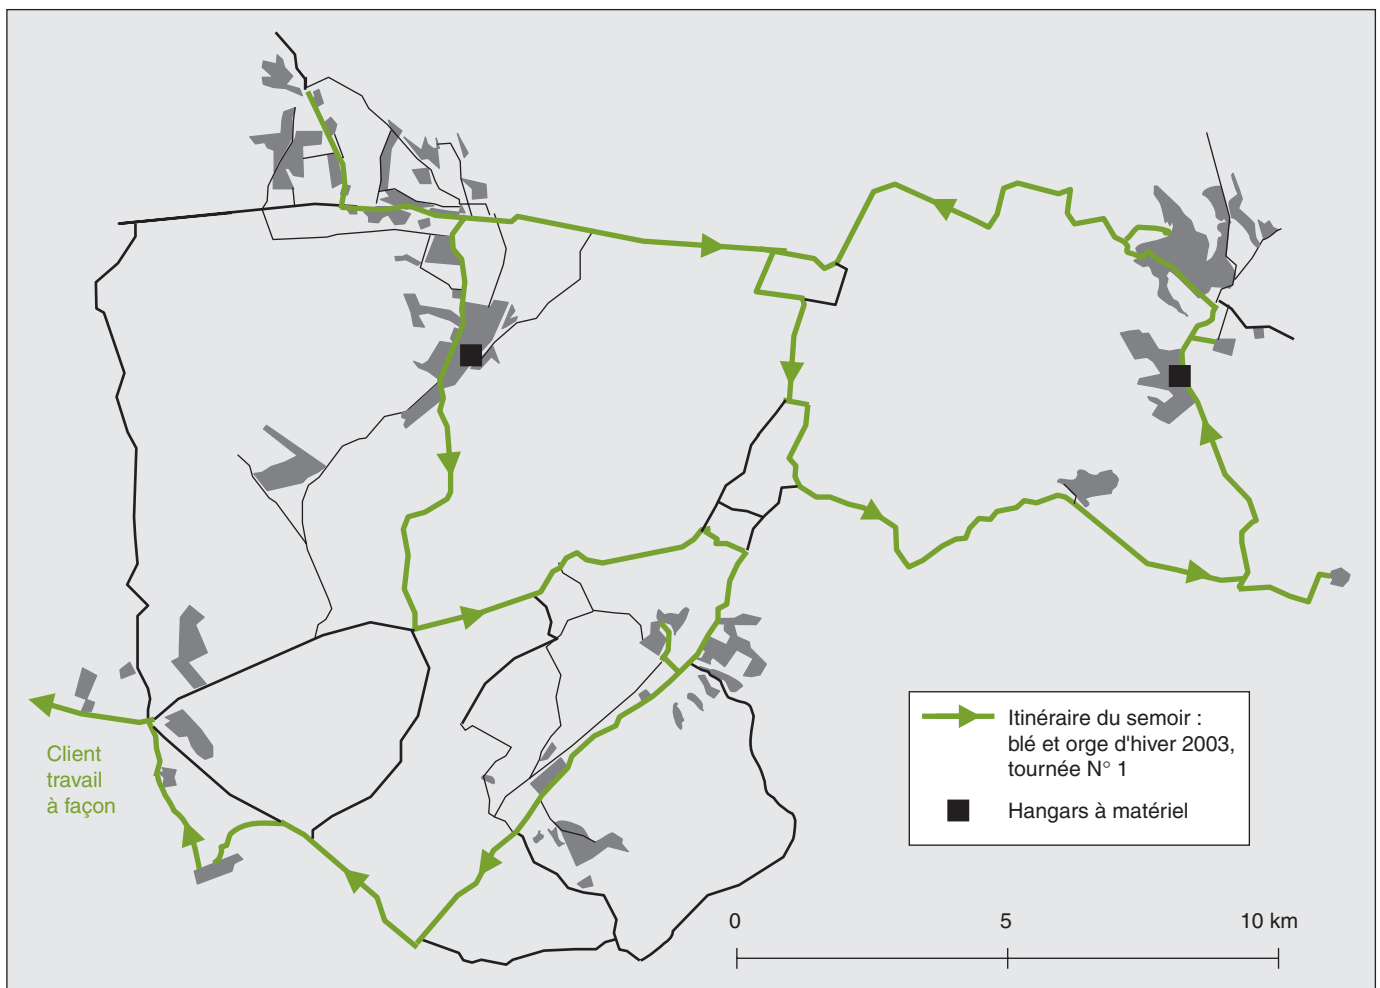 Client
travail
à façon
Itinéraire du semoir :
blé et orge d'hiver 2003,
tournée N° 1
Hangars à matériel
0 5 10 km